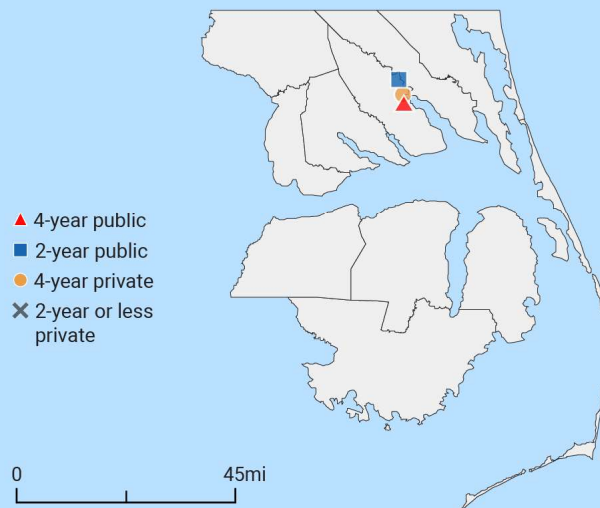 4-year public
2-year public
4-year private
2-year or less
private
0 45mi